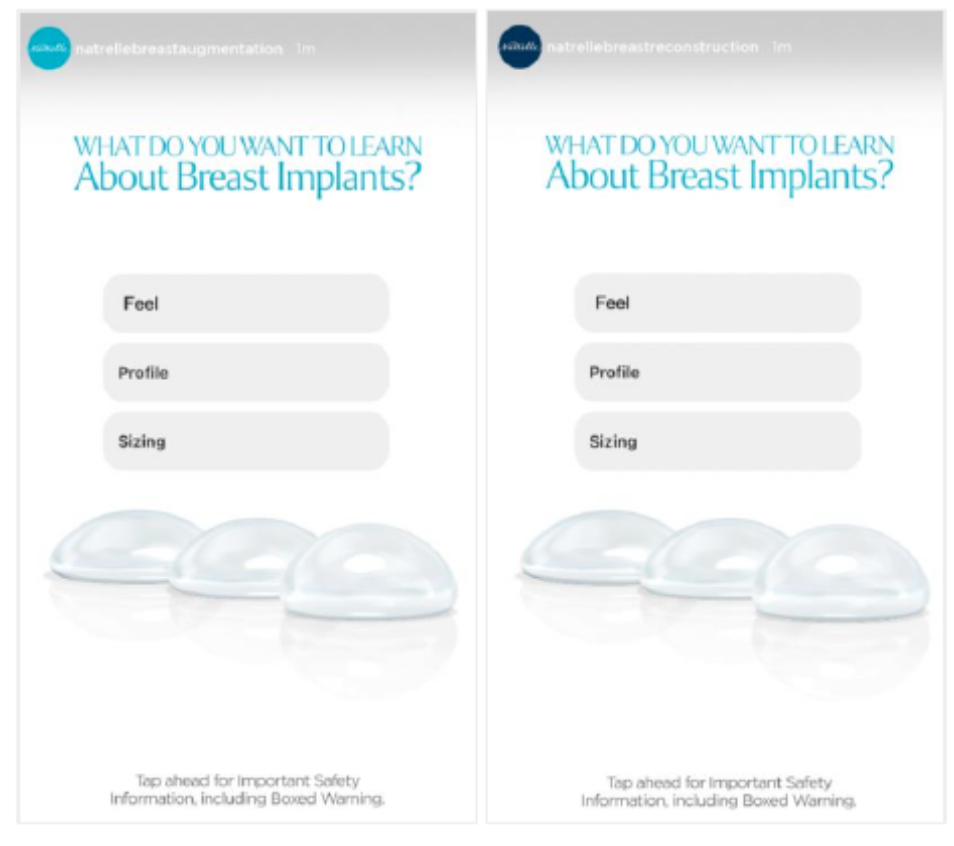 Natrelle natrellebreastaugmentation 1m
WHAT DO YOU WANT TO LEARN
About Breast Implants?
Feel
Profile
Sizing
Tap ahead for Important Safety
Information, including Boxed Warning.
Natrelle natrellebreastreconstruction 1m
WHAT DO YOU WANT TO LEARN
About Breast Implants?
Feel
Profile
Sizing
Tap ahead for Important Safety
Information, including Boxed Warning.